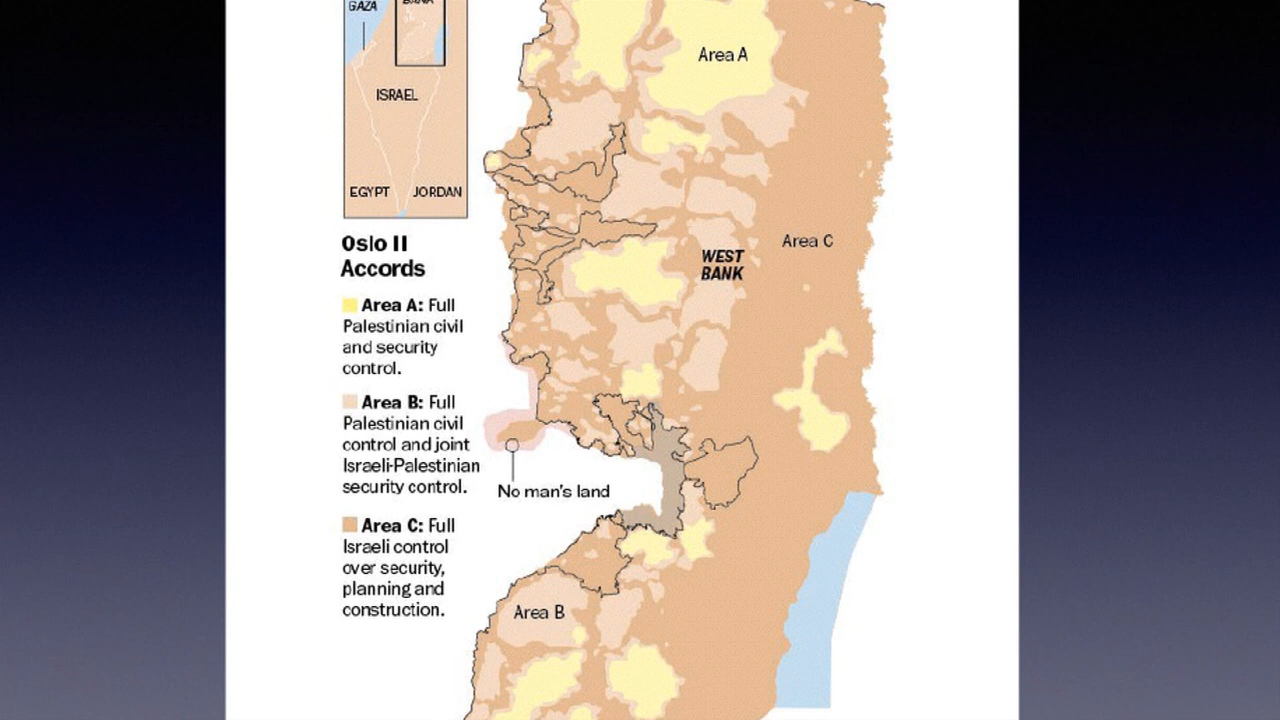 GAZA
BANK
ISRAEL
EGYPT
JORDAN
Oslo II
Accords
Area A: Full
Palestinian civil
and security
control.
Area B: Full
Palestinian civil
control and joint
Israeli-Palestinian
security control.
Area C: Full
Israeli control
over security,
planning and
construction.
Area A
Area C
WEST
BANK
No man's land
Area B